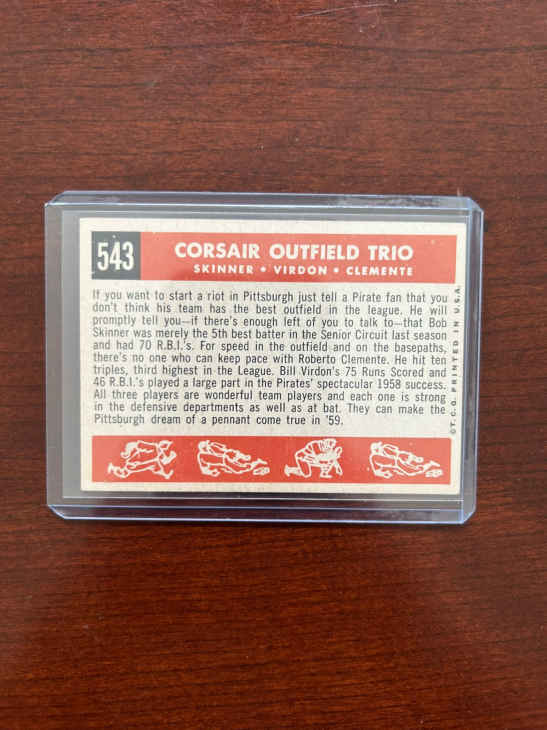 543
CORSAIR OUTFIELD TRIO
SKINNER • VIRDON • CLEMENTE
If you want to start a riot in Pittsburgh just tell a Pirate fan that you
don't think his team has the best outfield in the league. He will
promptly tell you—if there's enough left of you to talk to—that Bob
Skinner was merely the 5th best batter in the Senior Circuit last season
and had 70 R.B.I.'s. For speed in the outfield and on the basepaths,
there's no one who can keep pace with Roberto Clemente. He hit ten
triples, third highest in the League. Bill Virdon's 75 Runs Scored and
46 R.B.I.'s played a large part in the Pirates' spectacular 1958 success.
All three players are wonderful team players and each one is strong
in the defensive departments as well as at bat. They can make the
Pittsburgh dream of a pennant come true in '59.
©T.C.G. PRINTED IN U.S.A.